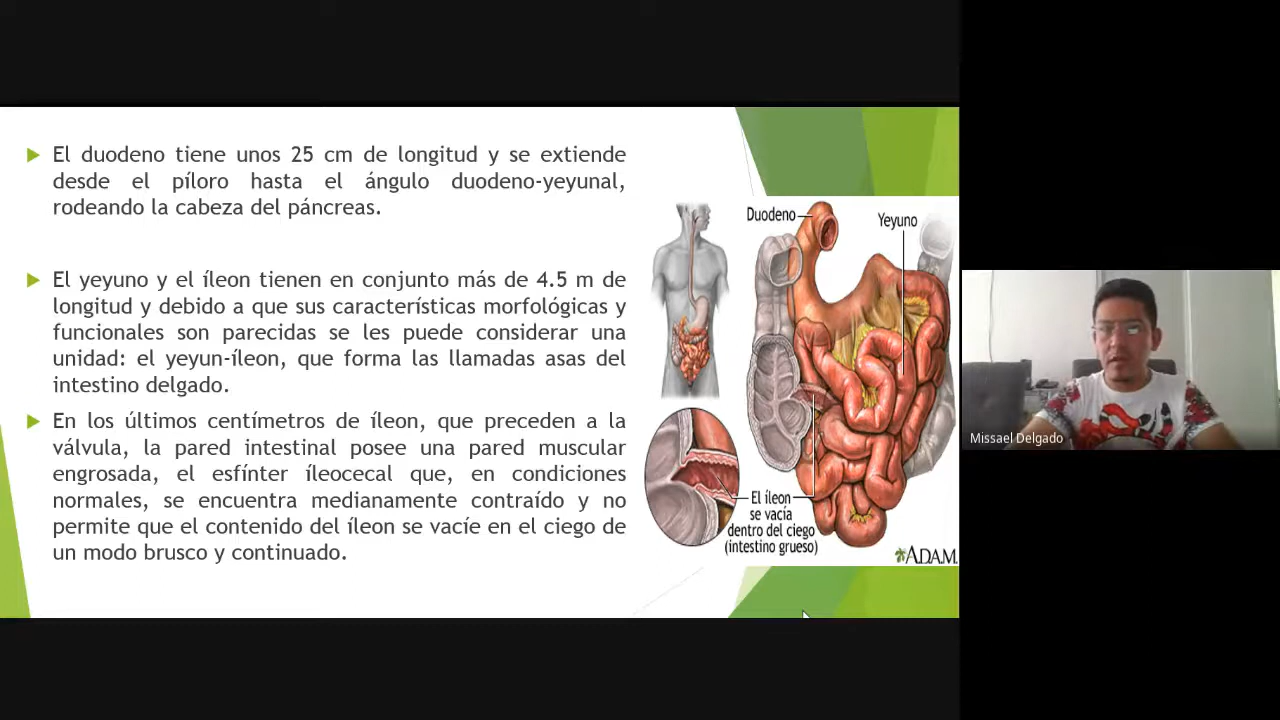 El duodeno tiene unos 25 cm de longitud y se extiende
desde el píloro hasta el ángulo duodeno-yeyunal,
rodeando la cabeza del páncreas.
El yeyuno y el íleon tienen en conjunto más de 4.5 m de
longitud y debido a que sus características morfológicas y
funcionales son parecidas se les puede considerar una
unidad: el yeyun-íleon, que forma las llamadas asas del
intestino delgado.
En los últimos centímetros de íleon, que preceden a la
válvula, la pared intestinal posee una pared muscular
engrosada, el esfínter íleocecal que, en condiciones
normales, se encuentra medianamente contraído y no
permite que el contenido del íleon se vacíe en el ciego de
un modo brusco y continuado.
Duodeno
Yeyuno
El íleon
se vacía
dentro del ciego
(intestino grueso)
A.D.A.M.
Missael Delgado